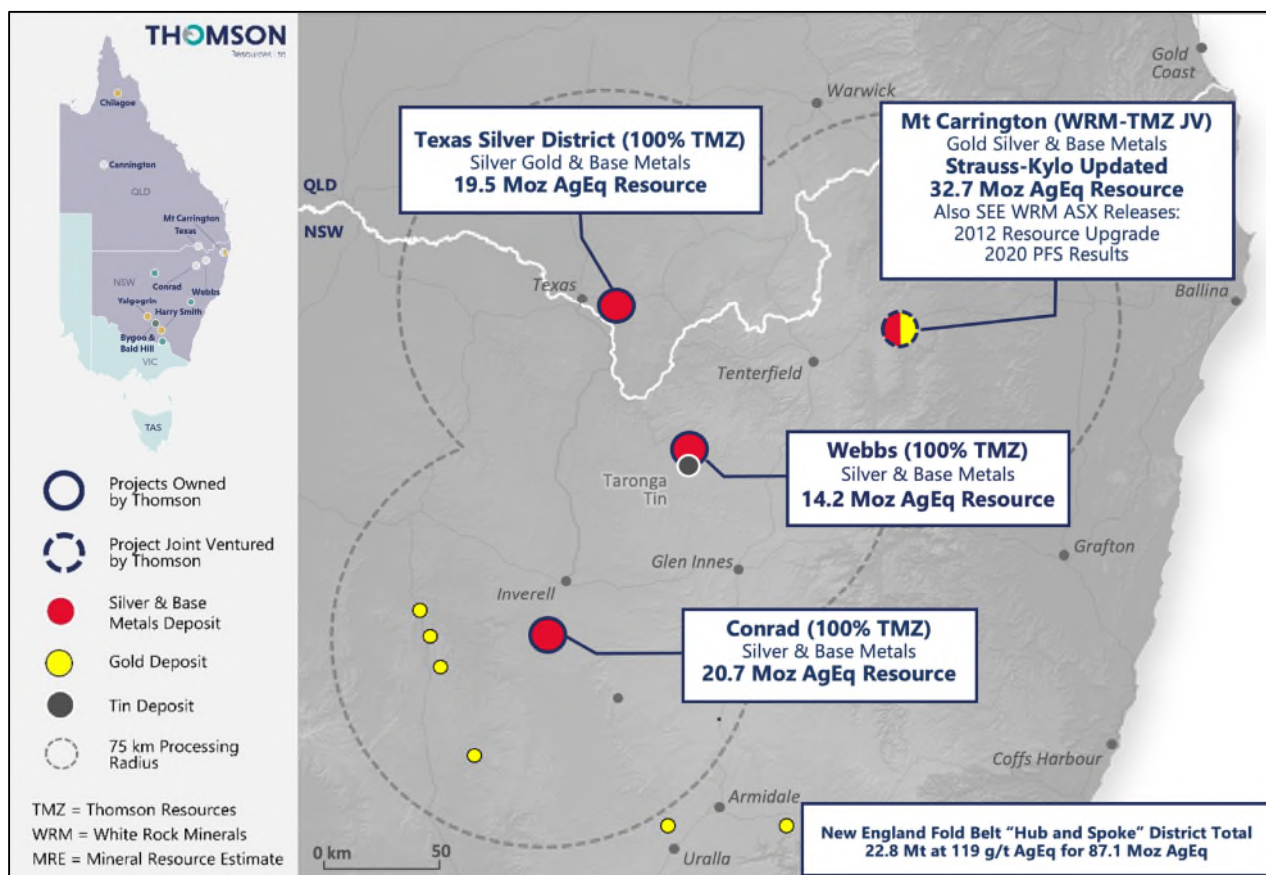 THOMSON
Resources Ltd
Chilagoe
Cannington
QLD
Mt Carrington
Texas
NSW
Conrad
Webbs
Yalgogrin
Harry Smith
Bygoo &
Bald Hill
VIC
TAS
Projects Owned
by Thomson
Project Joint Ventured
by Thomson
Silver & Base
Metals Deposit
Gold Deposit
Tin Deposit
75 km Processing
Radius
TMZ = Thomson Resources
WRM = White Rock Minerals
MRE = Mineral Resource Estimate
Gold
Coast
Warwick
Texas Silver District (100% TMZ)
Silver Gold & Base Metals
19.5 Moz AgEq Resource
Mt Carrington (WRM-TMZ JV)
Gold Silver & Base Metals
Strauss-Kylo Updated
32.7 Moz AgEq Resource
Also SEE WRM ASX Releases:
2012 Resource Upgrade
2020 PFS Results
QLD
NSW
Texas
Ballina
Tenterfield
Webbs (100% TMZ)
Silver & Base Metals
14.2 Moz AgEq Resource
Taronga
Tin
Grafton
Glen Innes
Inverell
Conrad (100% TMZ)
Silver & Base Metals
20.7 Moz AgEq Resource
Coffs Harbour
Armidale
Uralla
New England Fold Belt “Hub and Spoke” District Total
22.8 Mt at 119 g/t AgEq for 87.1 Moz AgEq
0 km 50